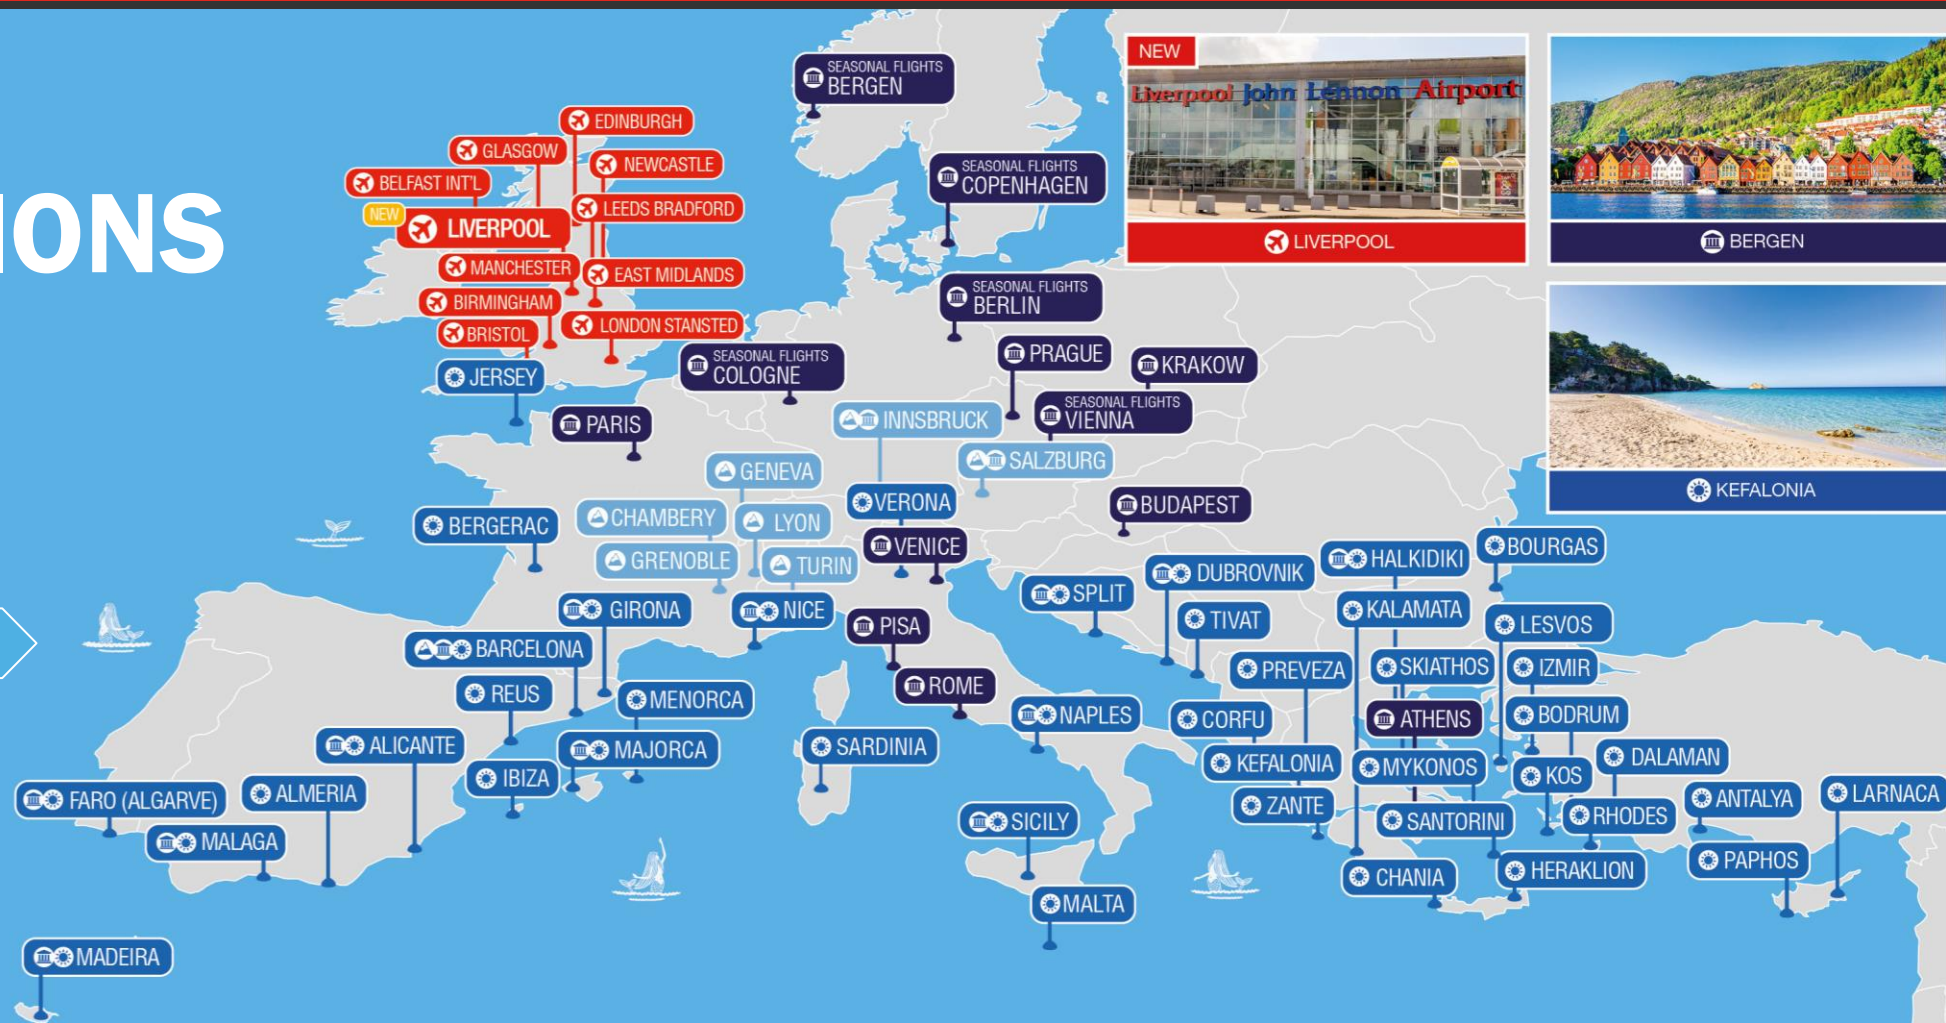 IONS
SEASONAL FLIGHTS
BERGEN
EDINBURGH
GLASGOW
NEWCASTLE
BELFAST INT'L
LEEDS BRADFORD
NEW
LIVERPOOL
MANCHESTER
EAST MIDLANDS
BIRMINGHAM
LONDON STANSTED
BRISTOL
JERSEY
SEASONAL FLIGHTS
COPENHAGEN
SEASONAL FLIGHTS
BERLIN
SEASONAL FLIGHTS
COLOGNE
PRAGUE
KRAKOW
SEASONAL FLIGHTS
VIENNA
PARIS
INNSBRUCK
SALZBURG
GENEVA
VERONA
BUDAPEST
CHAMBERY
LYON
BERGERAC
VENICE
GRENOBLE
TURIN
GIRONA
NICE
PISA
BARCELONA
ROME
REUS
MENORCA
ALICANTE
MAJORCA
SARDINIA
IBIZA
FARO (ALGARVE)
ALMERIA
MALAGA
MADEIRA
SPLIT
DUBROVNIK
HALKIDIKI
BOURGAS
TIVAT
KALAMATA
LESVOS
PREVEZA
SKIATHOS
IZMIR
NAPLES
CORFU
ATHENS
BODRUM
KEFALONIA
MYKONOS
KOS
DALAMAN
ZANTE
SANTORINI
RHODES
ANTALYA
LARNACA
SICILY
CHANIA
HERAKLION
PAPHOS
MALTA
NEW
Liverpool John Lennon Airport
LIVERPOOL
BERGEN
KEFALONIA